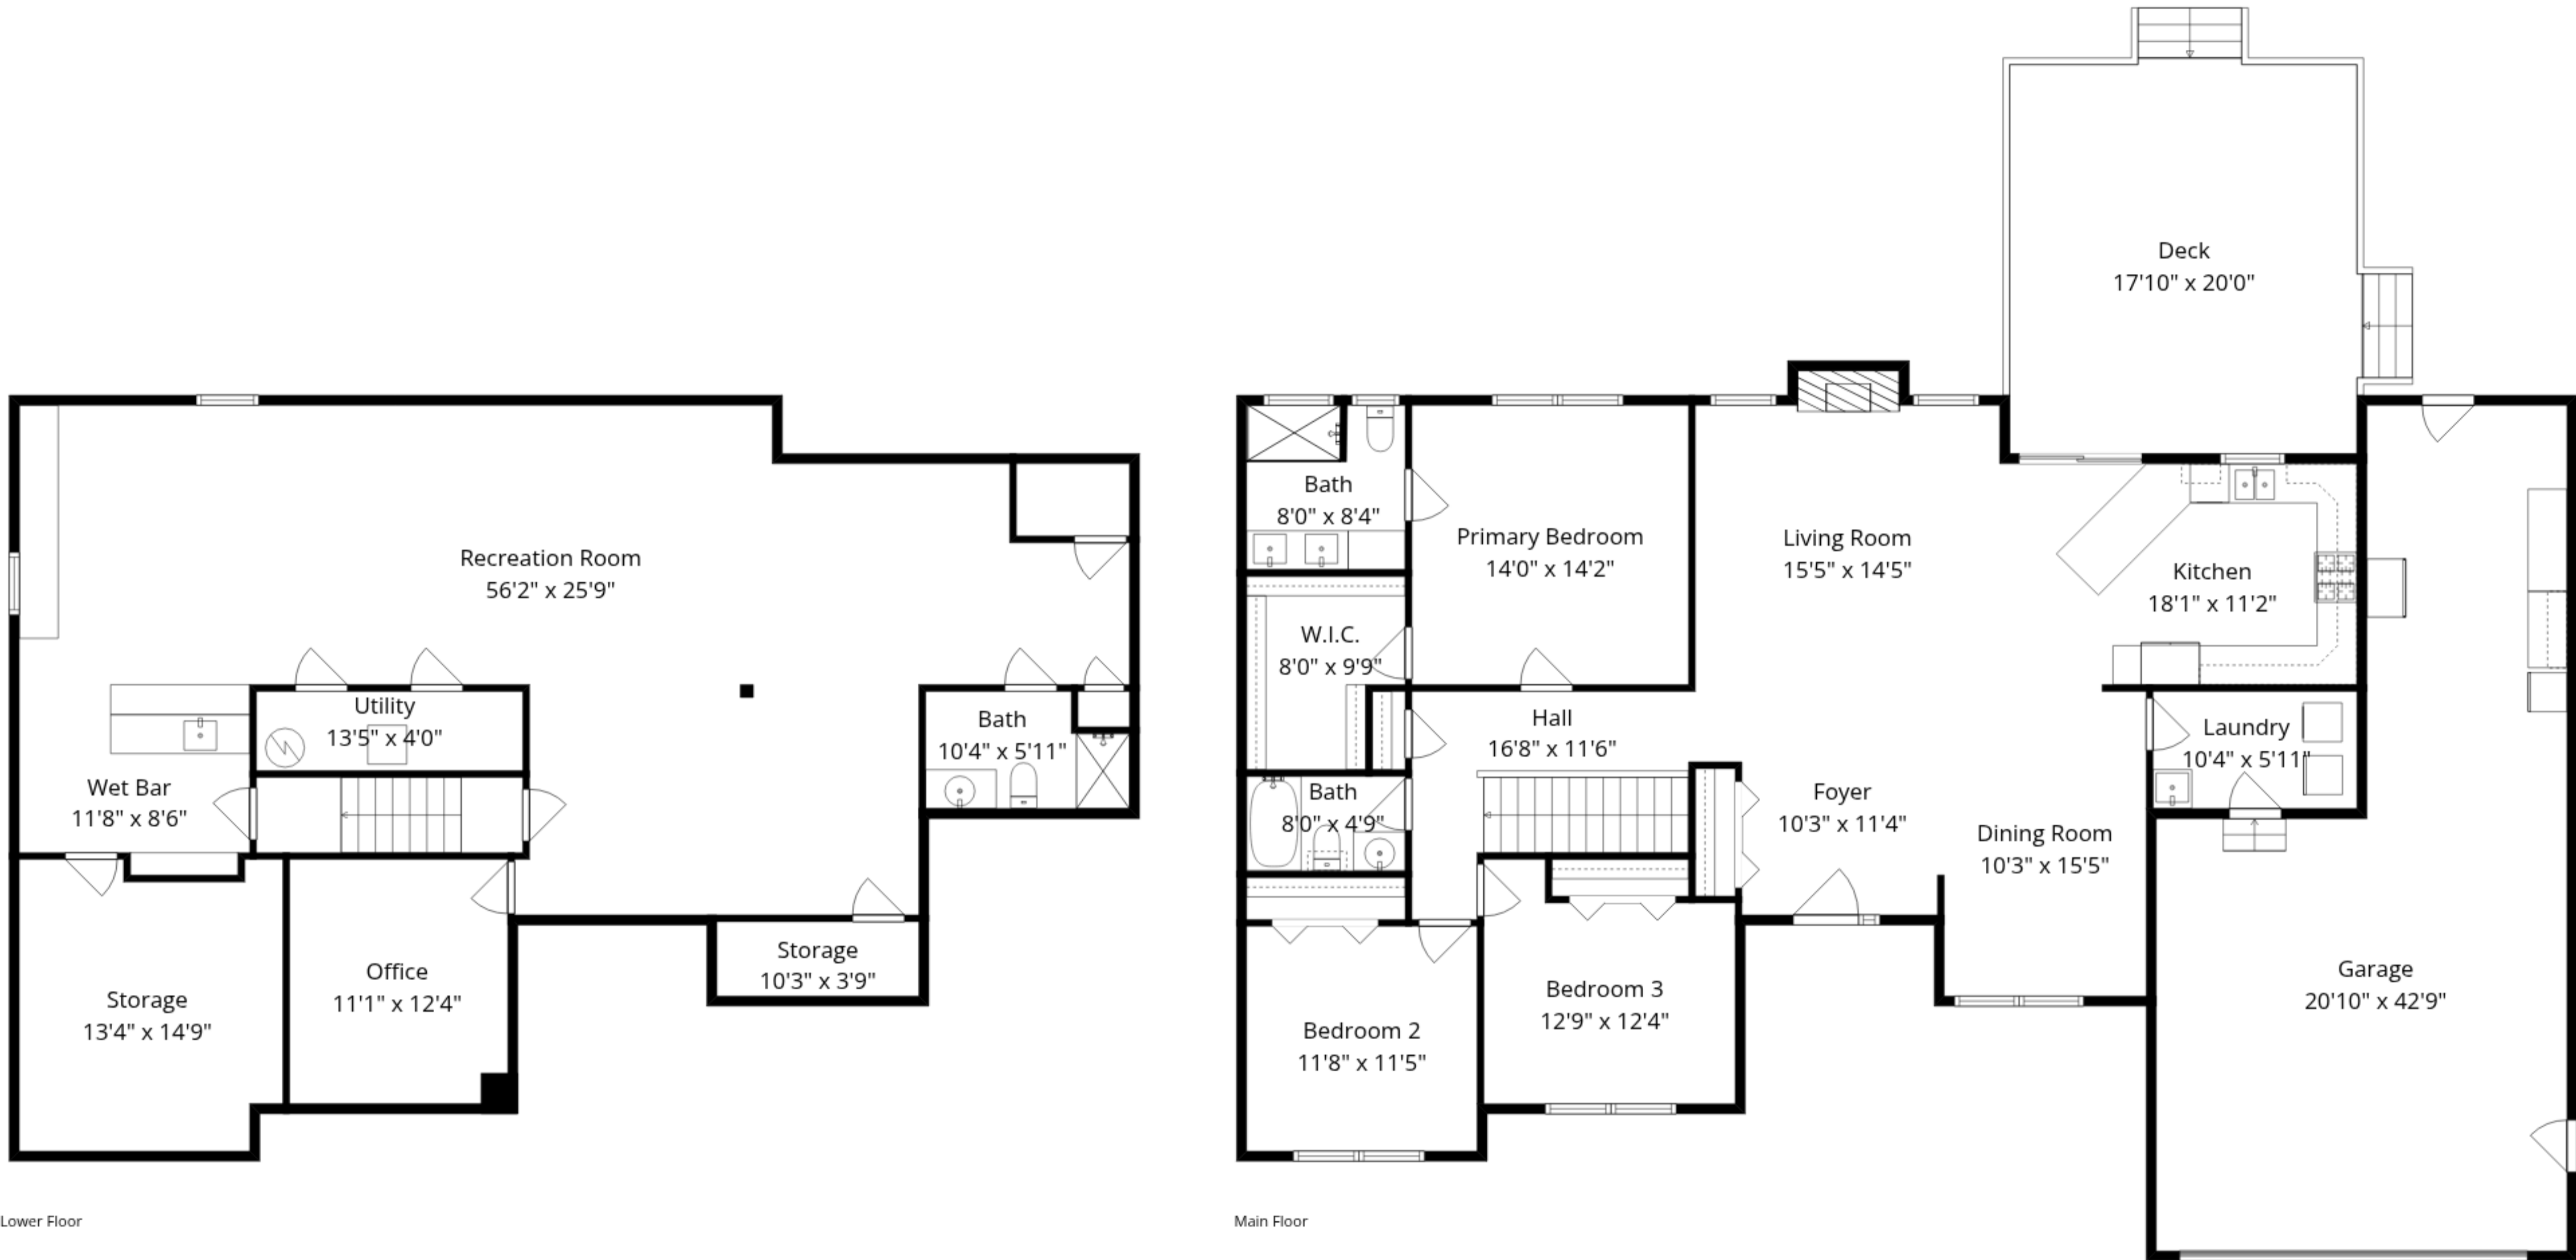 Recreation Room
56'2" x 25'9"
Utility
13'5" x 4'0"
Wet Bar
11'8" x 8'6"
Bath
10'4" x 5'11"
Storage
10'3" x 3'9"
Office
11'1" x 12'4"
Storage
13'4" x 14'9"
Lower Floor
Deck
17'10" x 20'0"
Bath
8'0" x 8'4"
Primary Bedroom
14'0" x 14'2"
Living Room
15'5" x 14'5"
Kitchen
18'1" x 11'2"
W.I.C.
8'0" x 9'9"
Hall
16'8" x 11'6"
Laundry
10'4" x 5'11"
Bath
8'0" x 4'9"
Foyer
10'3" x 11'4"
Dining Room
10'3" x 15'5"
Garage
20'10" x 42'9"
Bedroom 3
12'9" x 12'4"
Bedroom 2
11'8" x 11'5"
Main Floor